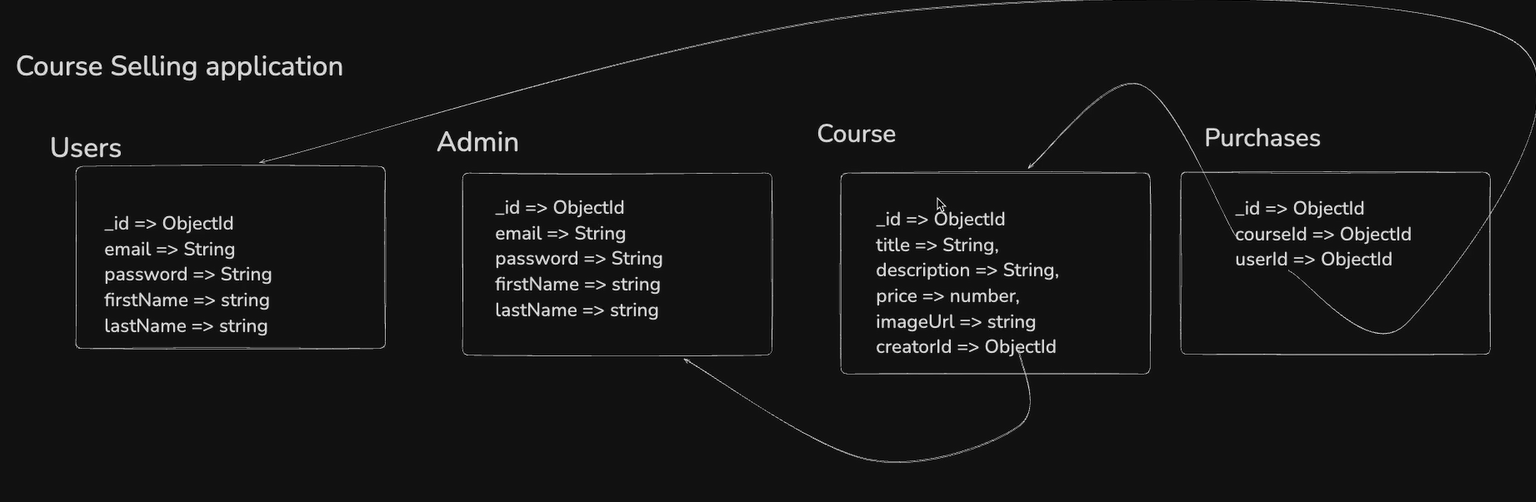 Course Selling application
Users
_id => ObjectId
email => String
password => String
firstName => string
lastName => string
Admin
_id => ObjectId
email => String
password => String
firstName => string
lastName => string
Course
_id => ObjectId
title => String,
description => String,
price => number,
imageUrl => string
creatorId => ObjectId
Purchases
_id => ObjectId
courseId => ObjectId
userId => ObjectId